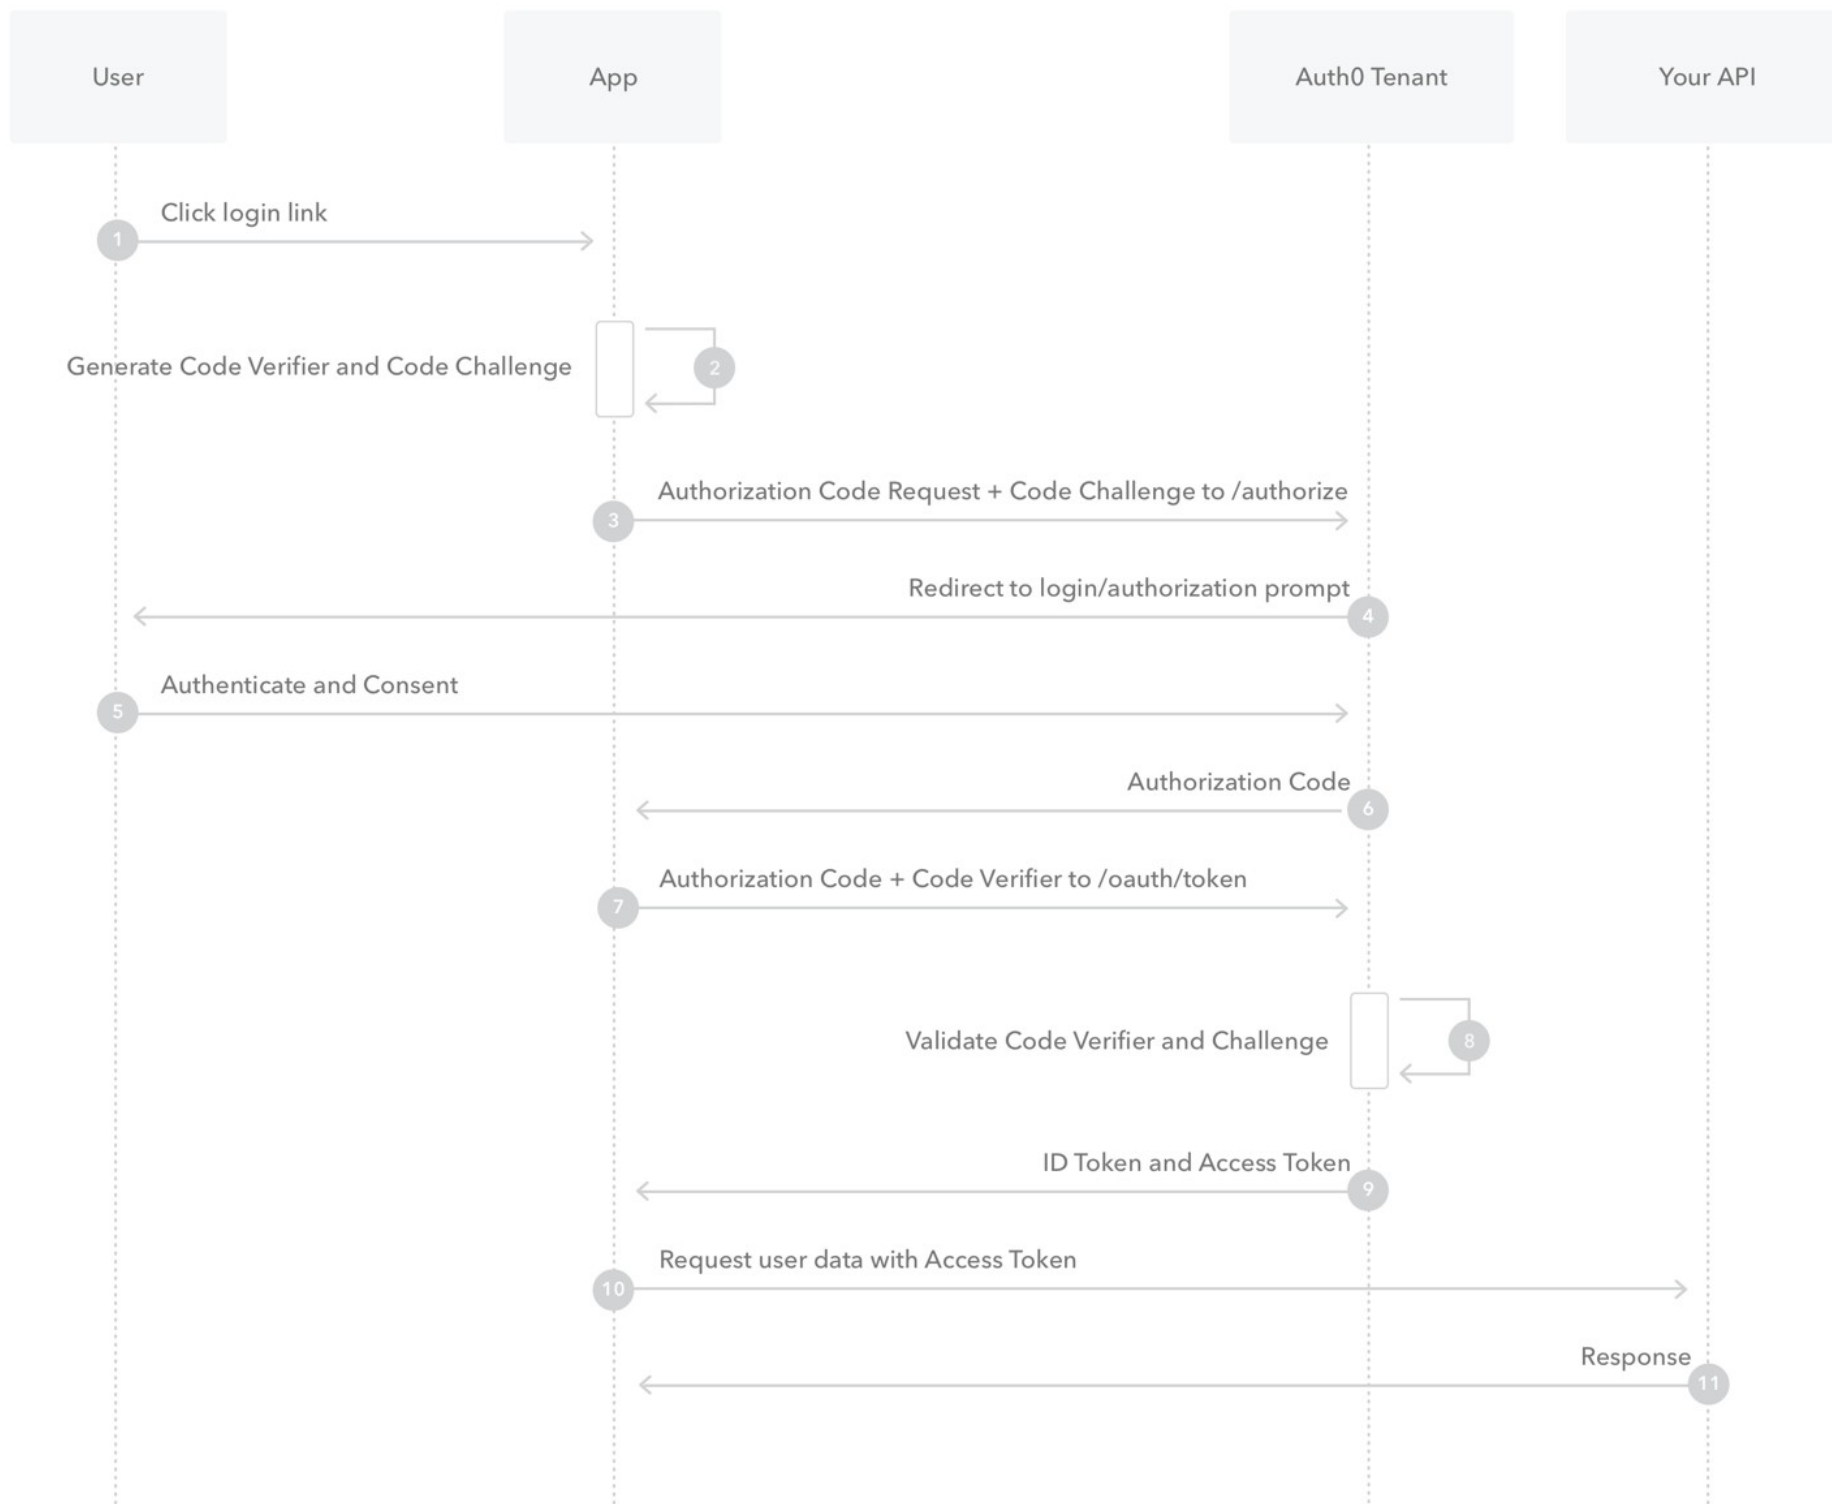 User
App
Auth0 Tenant
Your API
Click login link
1
Generate Code Verifier and Code Challenge
2
Authorization Code Request + Code Challenge to /authorize
3
Redirect to login/authorization prompt
4
Authenticate and Consent
5
Authorization Code
6
Authorization Code + Code Verifier to /oauth/token
7
Validate Code Verifier and Challenge
8
ID Token and Access Token
9
Request user data with Access Token
10
Response
11